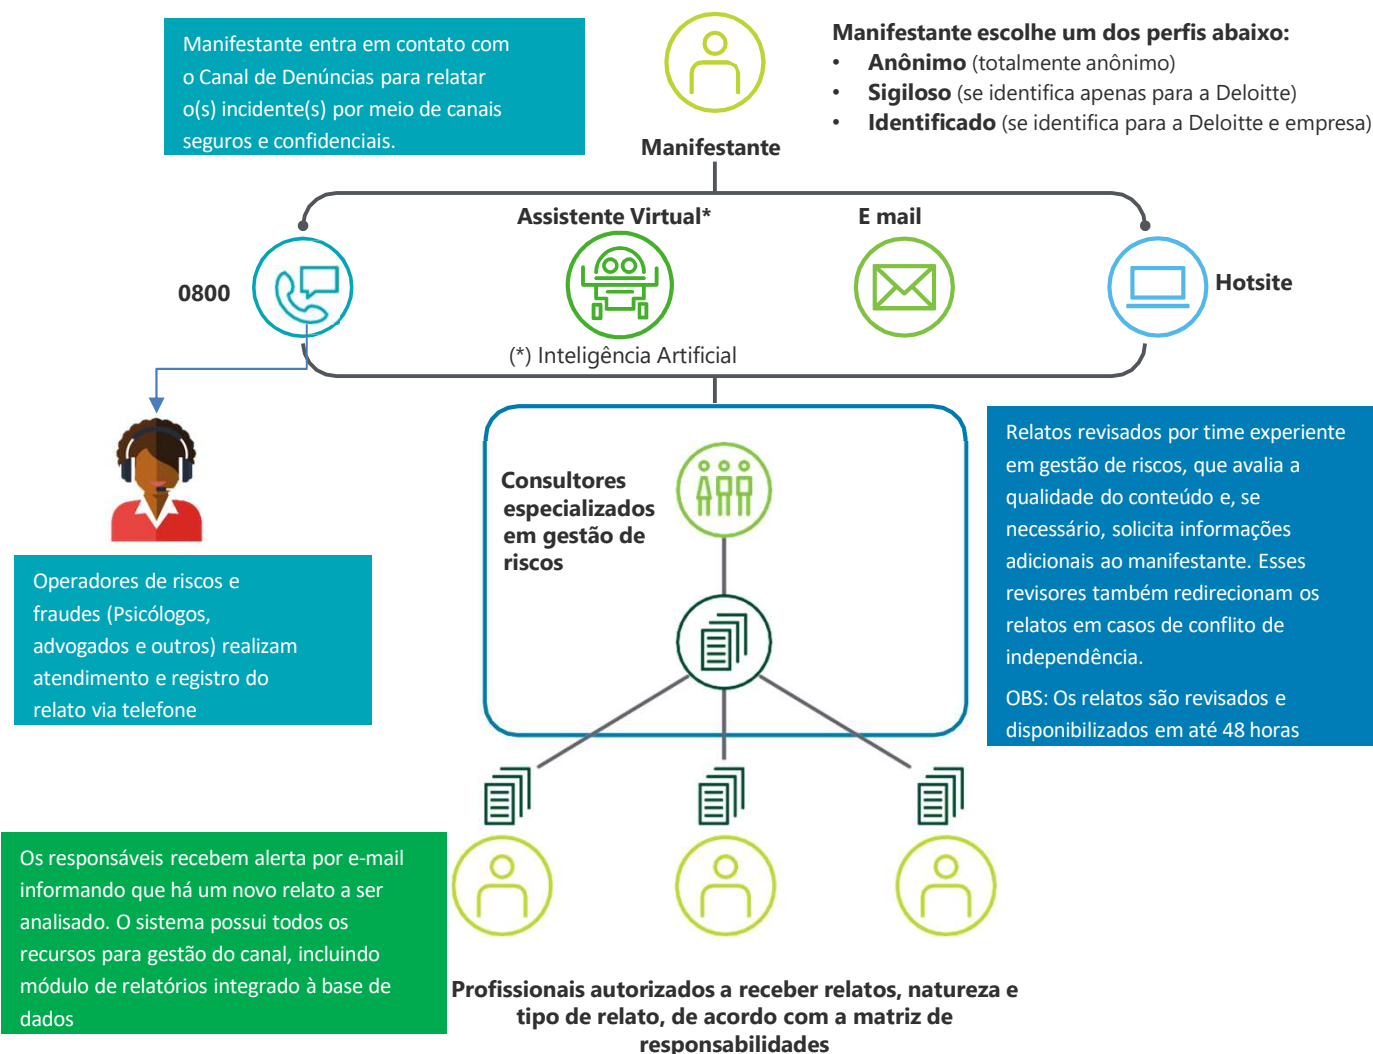 Manifestante entra em contato com
o Canal de Denúncias para relatar
o(s) incidente(s) por meio de canais
seguros e confidenciais.
Manifestante
Manifestante escolhe um dos perfis abaixo:
• Anônimo (totalmente anônimo)
• Sigiloso (se identifica apenas para a Deloitte)
• Identificado (se identifica para a Deloitte e empresa)
0800
Assistente Virtual*
(*) Inteligência Artificial
E mail
Hotsite
Operadores de riscos e
fraudes (Psicólogos,
advogados e outros) realizam
atendimento e registro do
relato via telefone
Consultores
especializados
em gestão de
riscos
Relatos revisados por time experiente
em gestão de riscos, que avalia a
qualidade do conteúdo e, se
necessário, solicita informações
adicionais ao manifestante. Esses
revisores também redirecionam os
relatos em casos de conflito de
independência.
OBS: Os relatos são revisados e
disponibilizados em até 48 horas
Os responsáveis recebem alerta por e-mail
informando que há um novo relato a ser
analisado. O sistema possui todos os
recursos para gestão do canal, incluindo
módulo de relatórios integrado à base de
dados
Profissionais autorizados a receber relatos, natureza e
tipo de relato, de acordo com a matriz de
responsabilidades